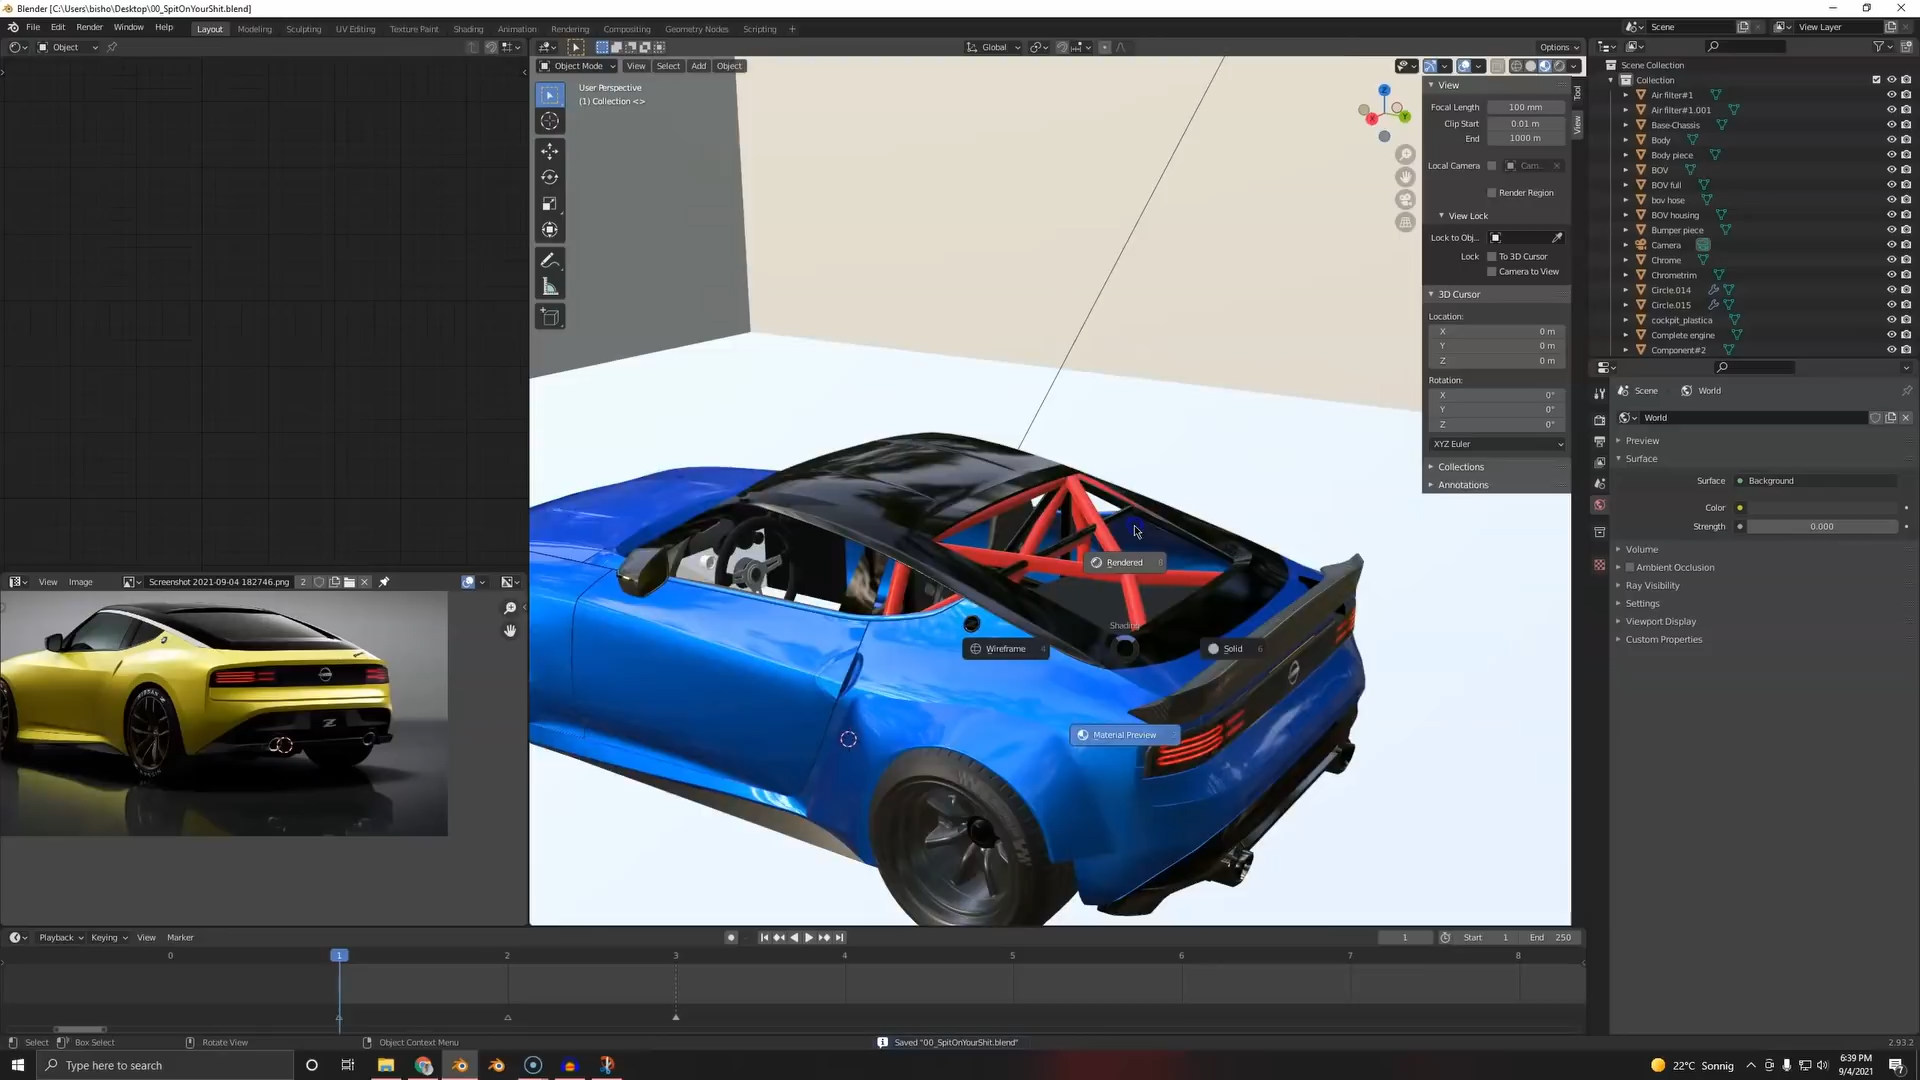 Blender [C:\Users\bisho\Desktop\00_SpitOnYourShit.blend]
File Edit Render Window Help
Layout Modeling Sculpting UV Editing Texture Paint Shading Animation Rendering Compositing Geometry Nodes Scripting +
Scene
View Layer
Object
Global
Options
Object Mode View Select Add Object
User Perspective
(1) Collection <>
Z
X
Y
View
Focal Length 100 mm
Clip Start 0.01 m
End 1000 m
Local Camera Cam...
Render Region
View Lock
Lock to Obj...
Lock To 3D Cursor
Camera to View
3D Cursor
Location:
X 0 m
Y 0 m
Z 0 m
Rotation:
X 0°
Y 0°
Z 0°
XYZ Euler
Collections
Annotations
Tool
View
Scene Collection
Collection
Air filter#1
Air filter#1.001
Base-Chassis
Body
Body piece
BOV
BOV full
bov hose
BOV housing
Bumper piece
Camera
Chrome
Chrometrim
Circle.014
Circle.015
cockpit_plastica
Complete engine
Component#2
Scene World
World
Preview
Surface
Surface Background
Color
Strength 0.000
Volume
Ambient Occlusion
Ray Visibility
Settings
Viewport Display
Custom Properties
Rendered 8
Shading
Wireframe 4
Solid 6
Material Preview
View Image
Screenshot 2021-09-04 182746.png 2
Z
Playback Keying View Marker
1
Start 1
End 250
0 1 2 3 4 5 6 7 8
Select
Box Select
Rotate View
Object Context Menu
Saved "00_SpitOnYourShit.blend"
2.93.2
Type here to search
22°C Sonnig
6:39 PM
9/4/2021